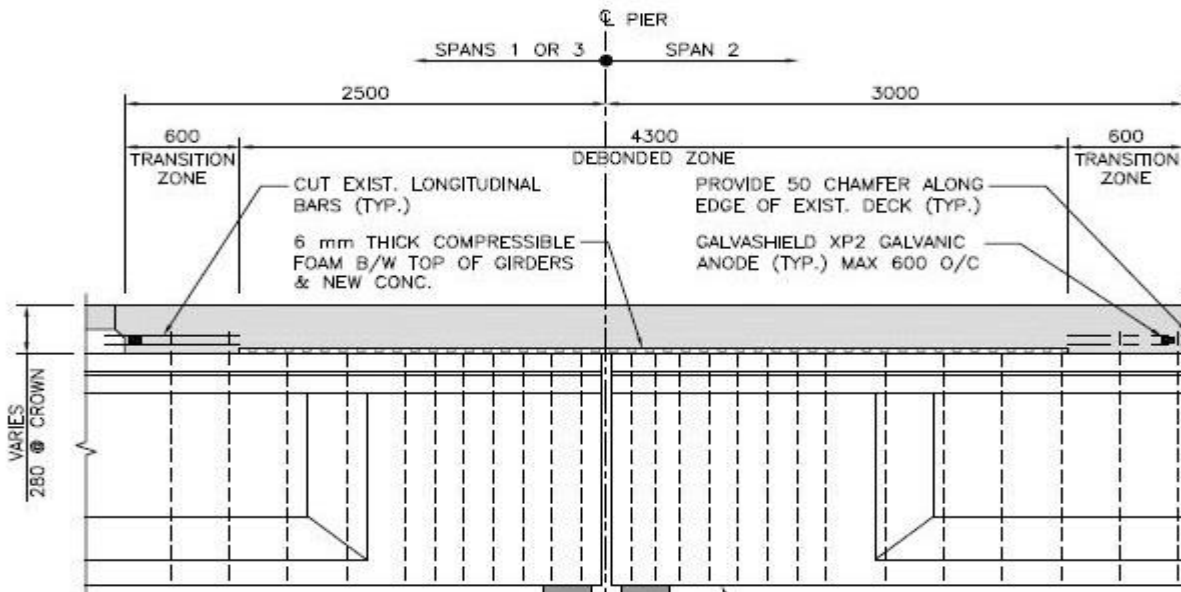 ℄ PIER
SPANS 1 OR 3
SPAN 2
2500
3000
600
4300
600
TRANSITION
ZONE
DEBONDED ZONE
TRANSITION
ZONE
CUT EXIST. LONGITUDINAL
BARS (TYP.)
PROVIDE 50 CHAMFER ALONG
EDGE OF EXIST. DECK (TYP.)
6 mm THICK COMPRESSIBLE
FOAM B/W TOP OF GIRDERS
& NEW CONC.
GALVASHIELD XP2 GALVANIC
ANODE (TYP.) MAX 600 O/C
VARIES
280 @ CROWN